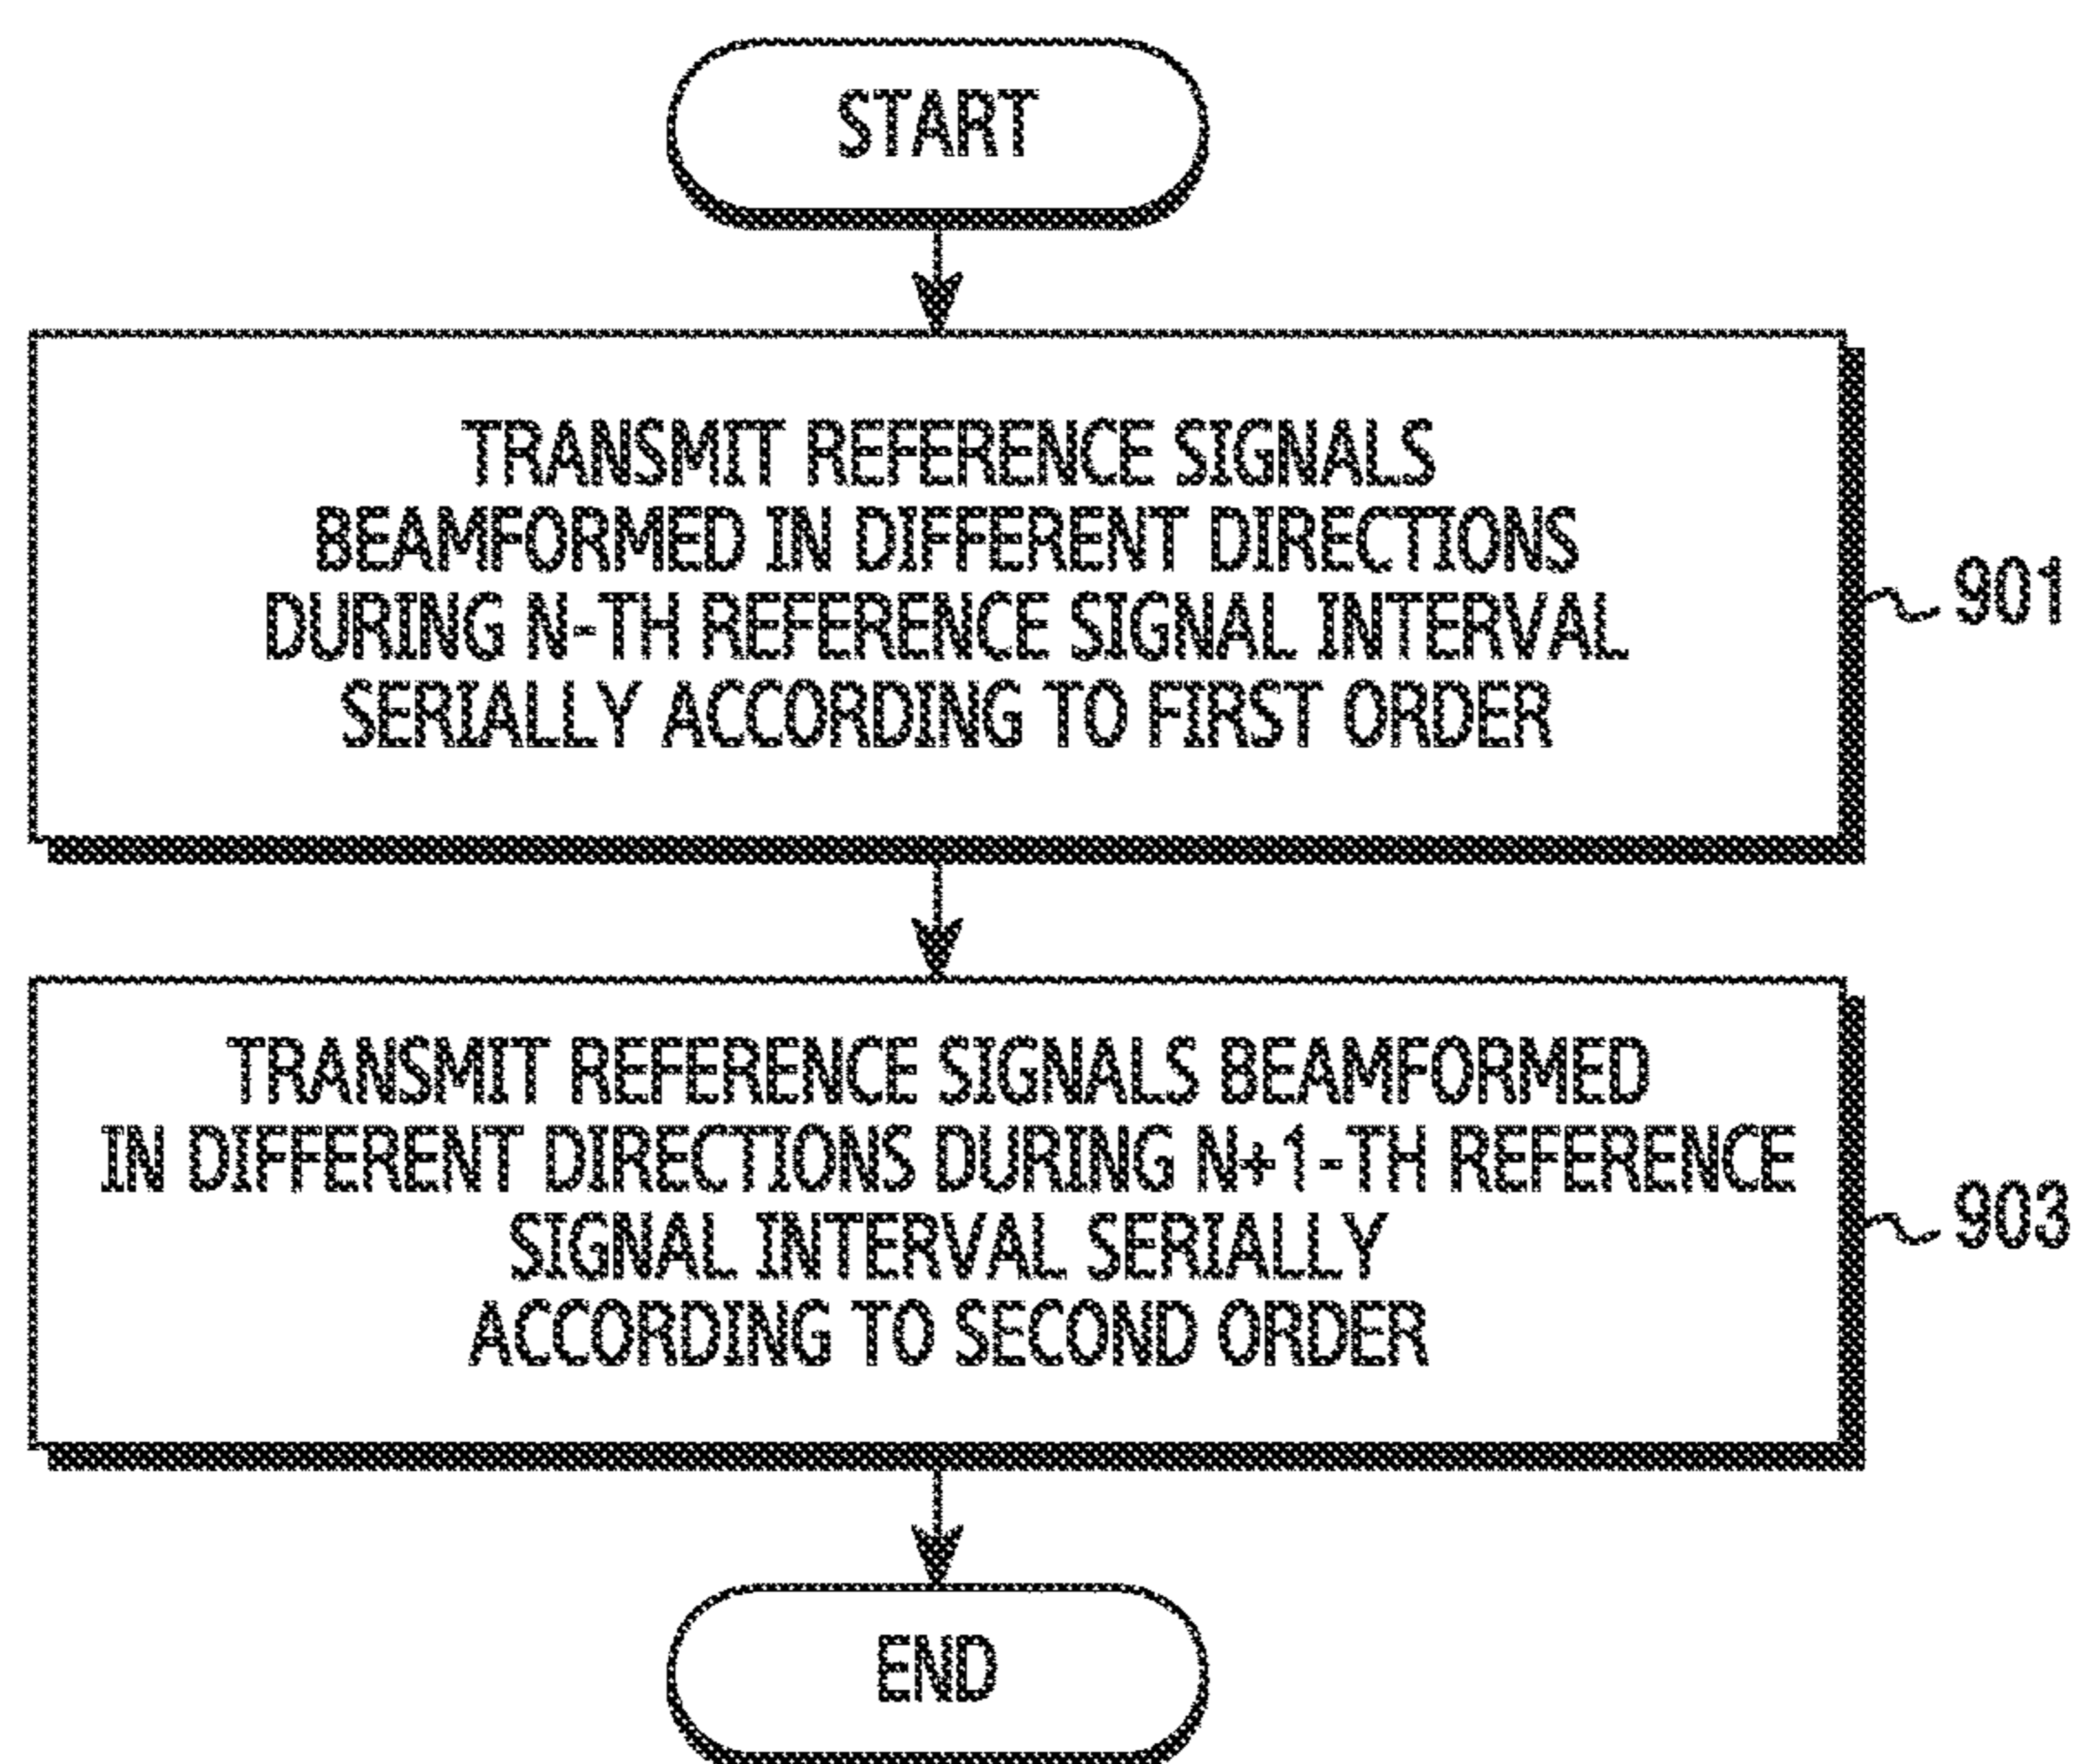 START
TRANSMIT REFERENCE SIGNALS
BEAMFORMED IN DIFFERENT DIRECTIONS
DURING N-TH REFERENCE SIGNAL INTERVAL
SERIALLY ACCORDING TO FIRST ORDER
901
TRANSMIT REFERENCE SIGNALS BEAMFORMED
IN DIFFERENT DIRECTIONS DURING N+1-TH REFERENCE
SIGNAL INTERVAL SERIALLY
ACCORDING TO SECOND ORDER
903
END